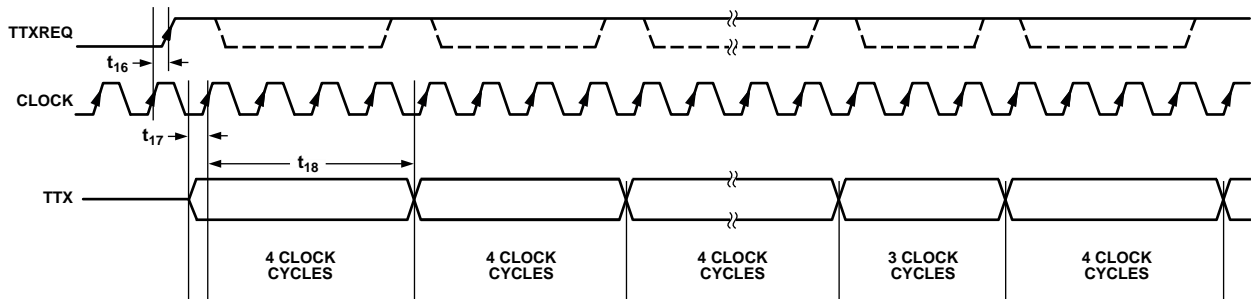 TTXREQ
t16
CLOCK
t17
t18
TTX
4 CLOCK
CYCLES
4 CLOCK
CYCLES
4 CLOCK
CYCLES
3 CLOCK
CYCLES
4 CLOCK
CYCLES